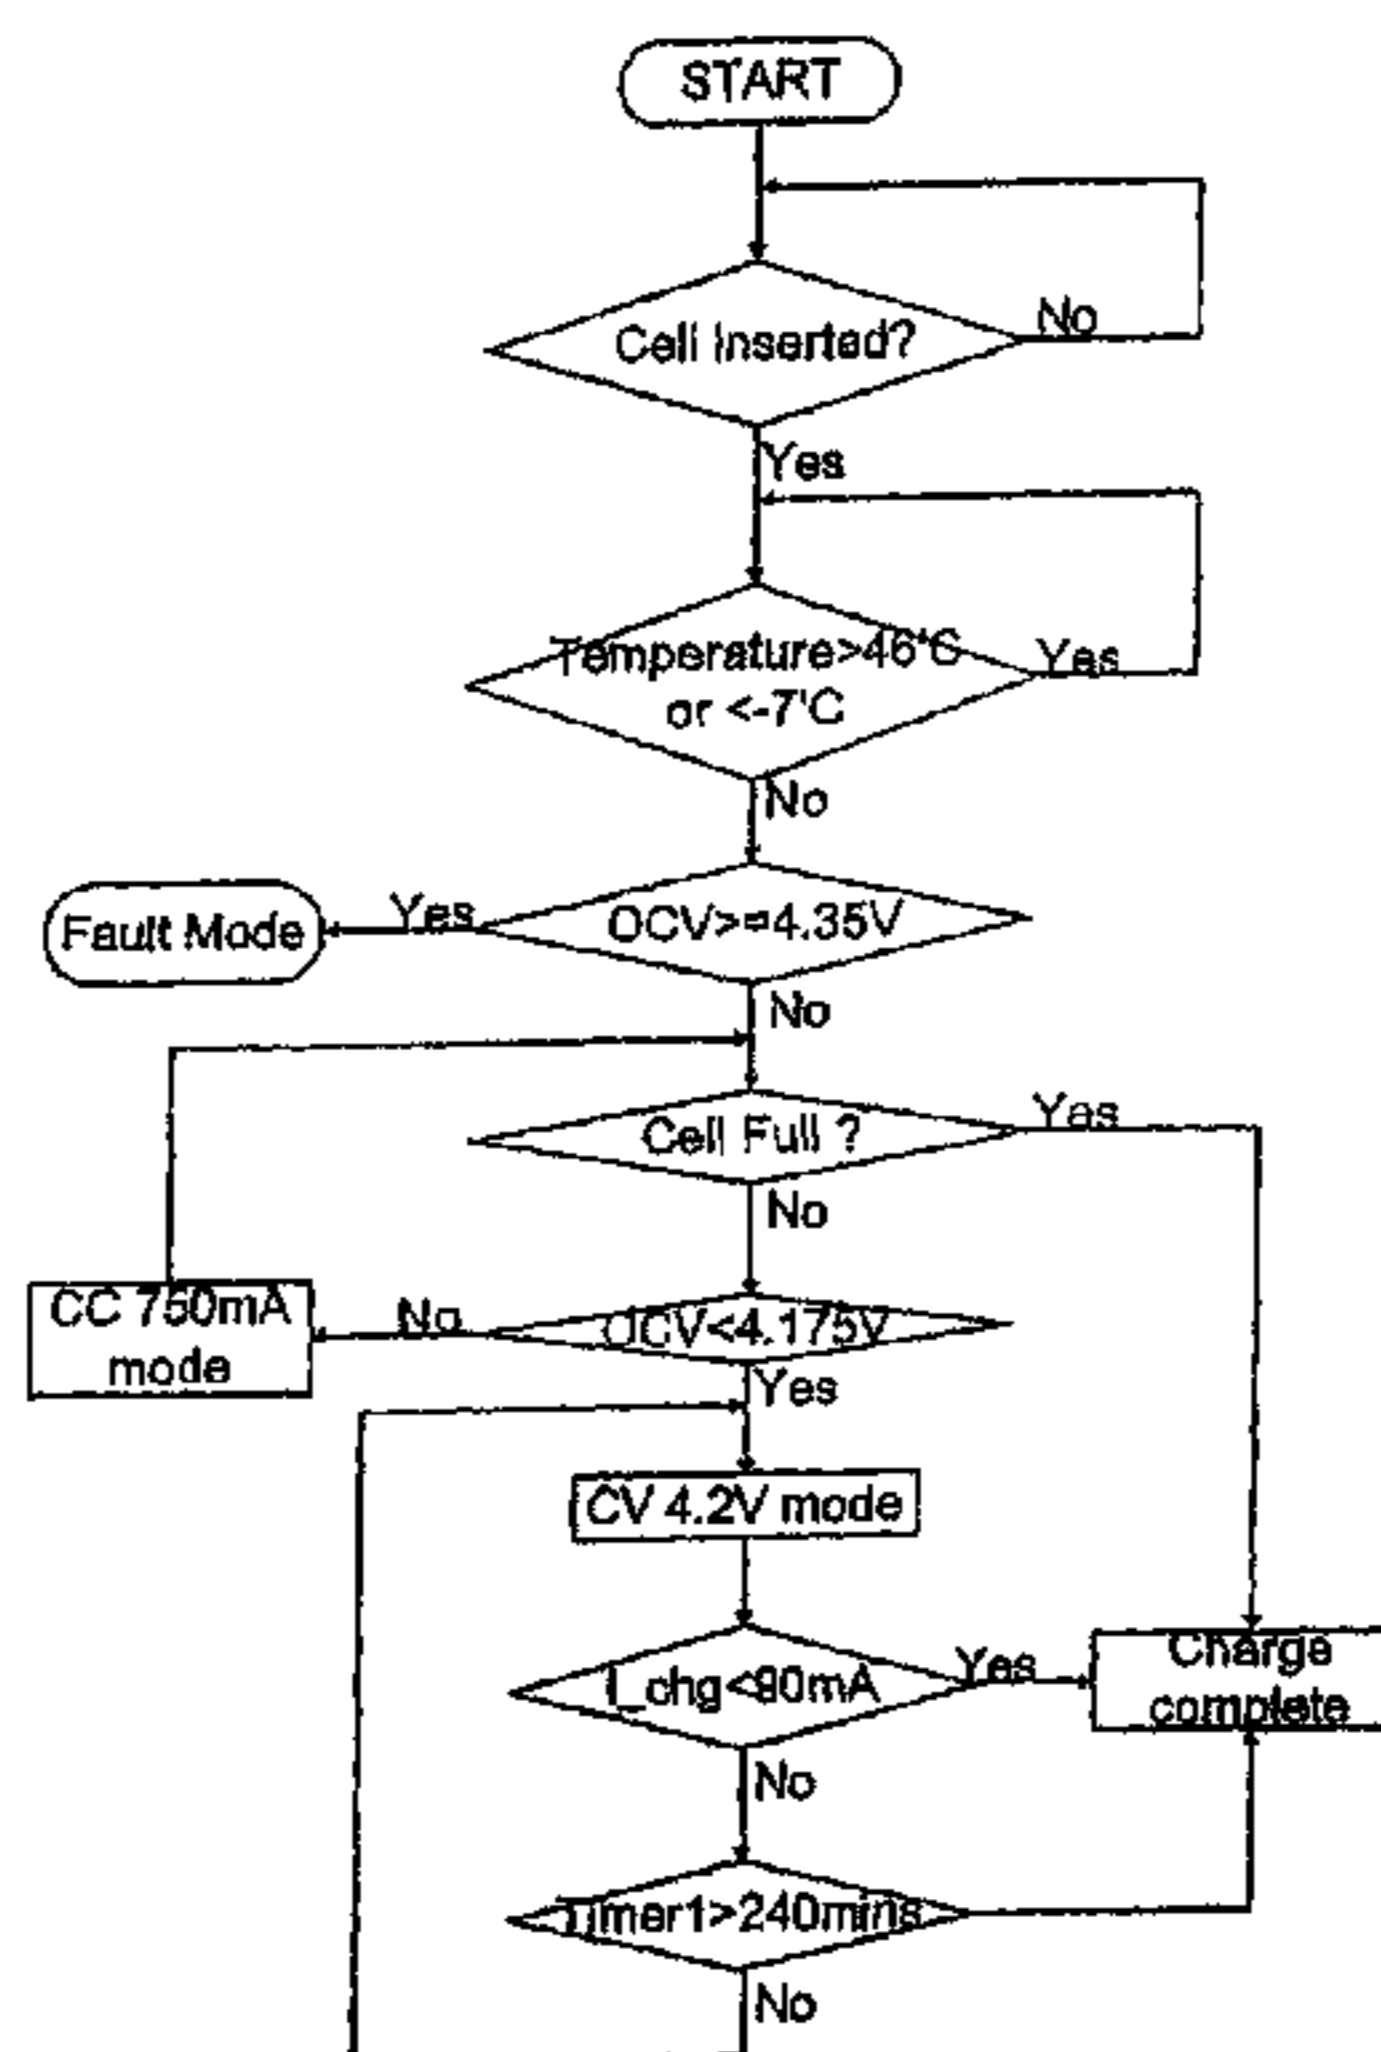 START
Cell Inserted?
No
Yes
Temperature>46'C
or <-7'C
Yes
No
Fault Mode
Yes
OCV>=4.35V
No
Cell Full ?
Yes
No
CC 750mA
mode
No
OCV<4.175V
Yes
CV 4.2V mode
I_chg<90mA
Yes
Charge
complete
No
Timer1>240mins
No